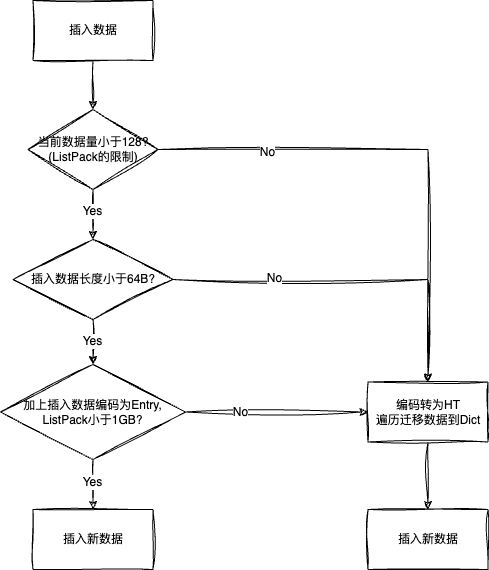 插入数据
当前数据量小于128?
(ListPack的限制)
No
Yes
插入数据长度小于64B?
No
Yes
加上插入数据编码为Entry,
ListPack小于1GB?
No
编码转为HT
遍历迁移数据到Dict
Yes
插入新数据
插入新数据